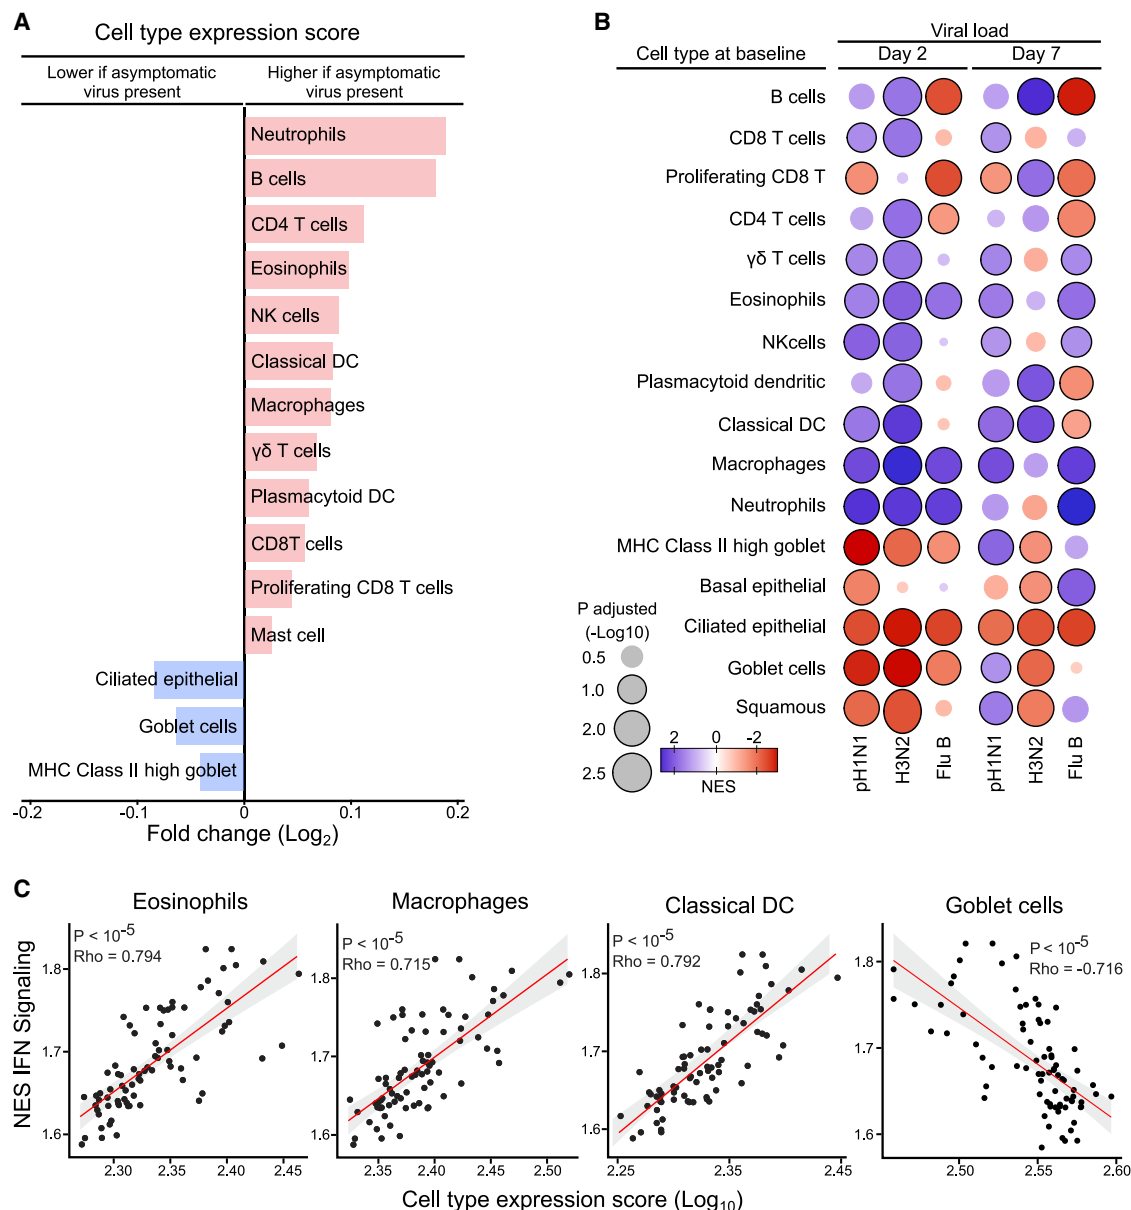 A
Cell type expression score
Lower if asymptomatic
virus present
Higher if asymptomatic
virus present
Neutrophils
B cells
CD4 T cells
Eosinophils
NK cells
Classical DC
Macrophages
γδ T cells
Plasmacytoid DC
CD8T cells
Proliferating CD8 T cells
Mast cell
Ciliated epithelial
Goblet cells
MHC Class II high goblet
-0.2 -0.1 0 0.1 0.2
Fold change (Log2)
B
Viral load
Cell type at baseline Day 2 Day 7
B cells
CD8 T cells
Proliferating CD8 T
CD4 T cells
γδ T cells
Eosinophils
NKcells
Plasmacytoid dendritic
Classical DC
Macrophages
Neutrophils
MHC Class II high goblet
Basal epithelial
Ciliated epithelial
Goblet cells
Squamous
P adjusted
(-Log10)
0.5
1.0
2.0
2.5
2 0 -2
NES
pH1N1 H3N2 Flu B pH1N1 H3N2 Flu B
C
Eosinophils
P < 10-5
Rho = 0.794
1.8
1.7
1.6
2.30 2.35 2.40 2.45
Macrophages
P < 10-5
Rho = 0.715
1.8
1.7
1.6
2.35 2.40 2.45 2.50
Classical DC
P < 10-5
Rho = 0.792
1.8
1.7
1.6
2.25 2.35 2.45
Goblet cells
P < 10-5
Rho = -0.716
1.8
1.7
1.6
2.50 2.55 2.60
NES IFN Signaling
Cell type expression score (Log10)